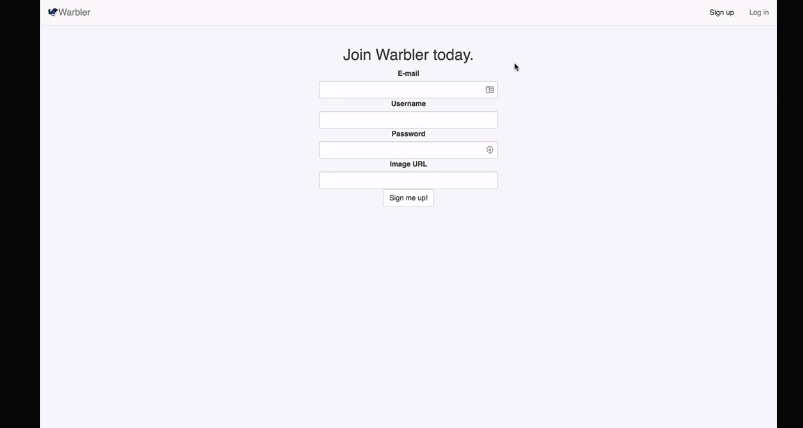 Warbler
Sign up
Log in
Join Warbler today.
E-mail
Username
Password
Image URL
Sign me up!